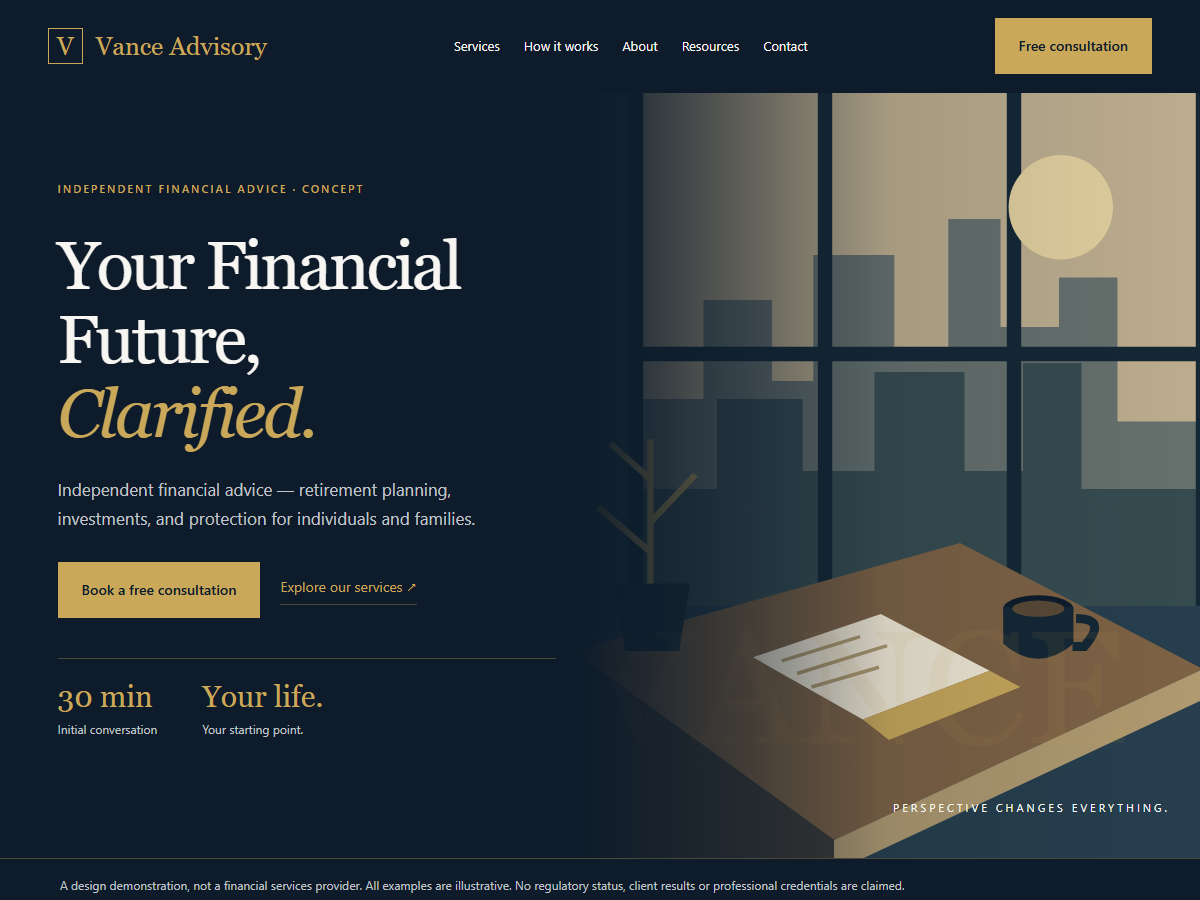 V Vance Advisory
Services How it works About Resources Contact
Free consultation
INDEPENDENT FINANCIAL ADVICE · CONCEPT
Your Financial
Future,
Clarified.
Independent financial advice — retirement planning,
investments, and protection for individuals and families.
Book a free consultation
Explore our services ↗
30 min
Initial conversation
Your life.
Your starting point.
VANCE
PERSPECTIVE CHANGES EVERYTHING.
A design demonstration, not a financial services provider. All examples are illustrative. No regulatory status, client results or professional credentials are claimed.